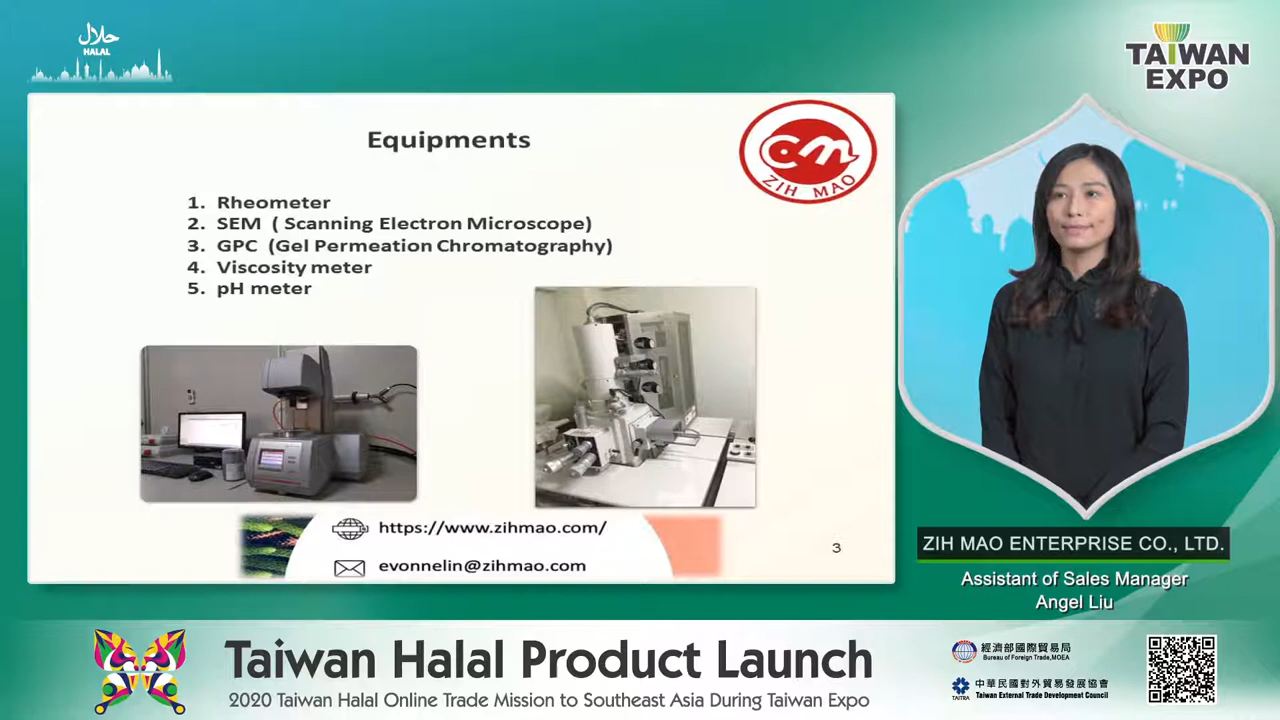 حلال
HALAL
TAIWAN
EXPO
Equipments
cm
ZIH MAO
1. Rheometer
2. SEM ( Scanning Electron Microscope)
3. GPC (Gel Permeation Chromatography)
4. Viscosity meter
5. pH meter
https://www.zihmao.com/
evonnelin@zihmao.com
3
ZIH MAO ENTERPRISE CO., LTD.
Assistant of Sales Manager
Angel Liu
Taiwan Halal Product Launch
2020 Taiwan Halal Online Trade Mission to Southeast Asia During Taiwan Expo
經濟部國際貿易局
Bureau of Foreign Trade,MOEA
TAITRA
中華民國對外貿易發展協會
Taiwan External Trade Development Council